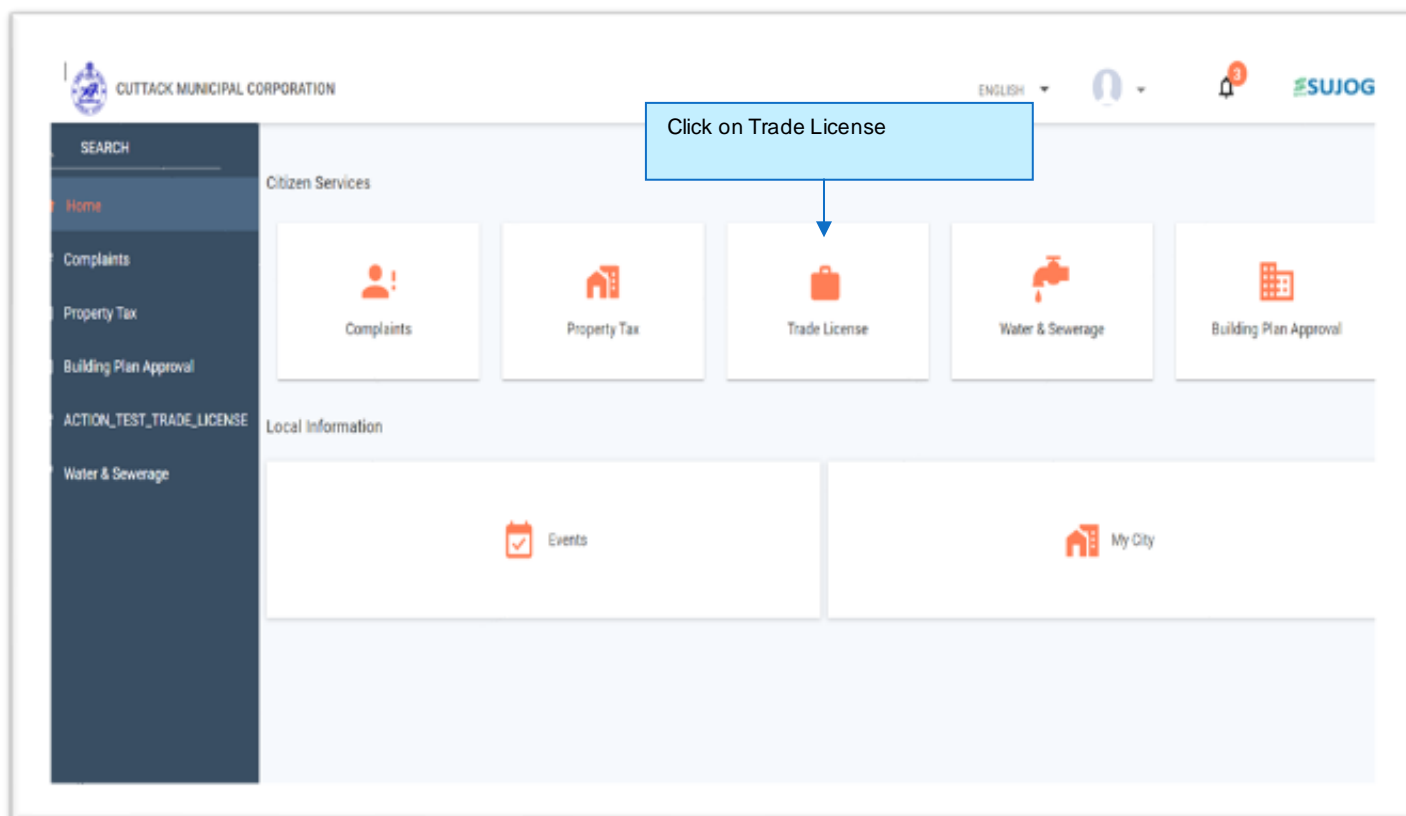 CUTTACK MUNICIPAL CORPORATION
ENGLISH
3
SUJOG
Click on Trade License
SEARCH
Home
Complaints
Property Tax
Building Plan Approval
ACTION_TEST_TRADE_LICENSE
Water & Sewerage
Citizen Services
Complaints
Property Tax
Trade License
Water & Sewerage
Building Plan Approval
Local Information
Events
My City